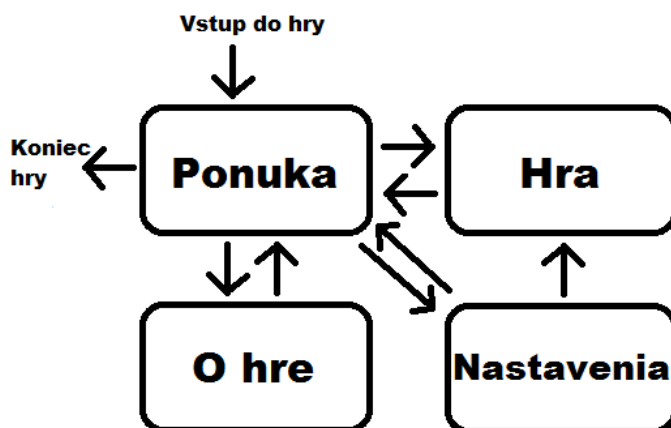 Vstup do hry
Koniec
hry
Ponuka
Hra
O hre
Nastavenia